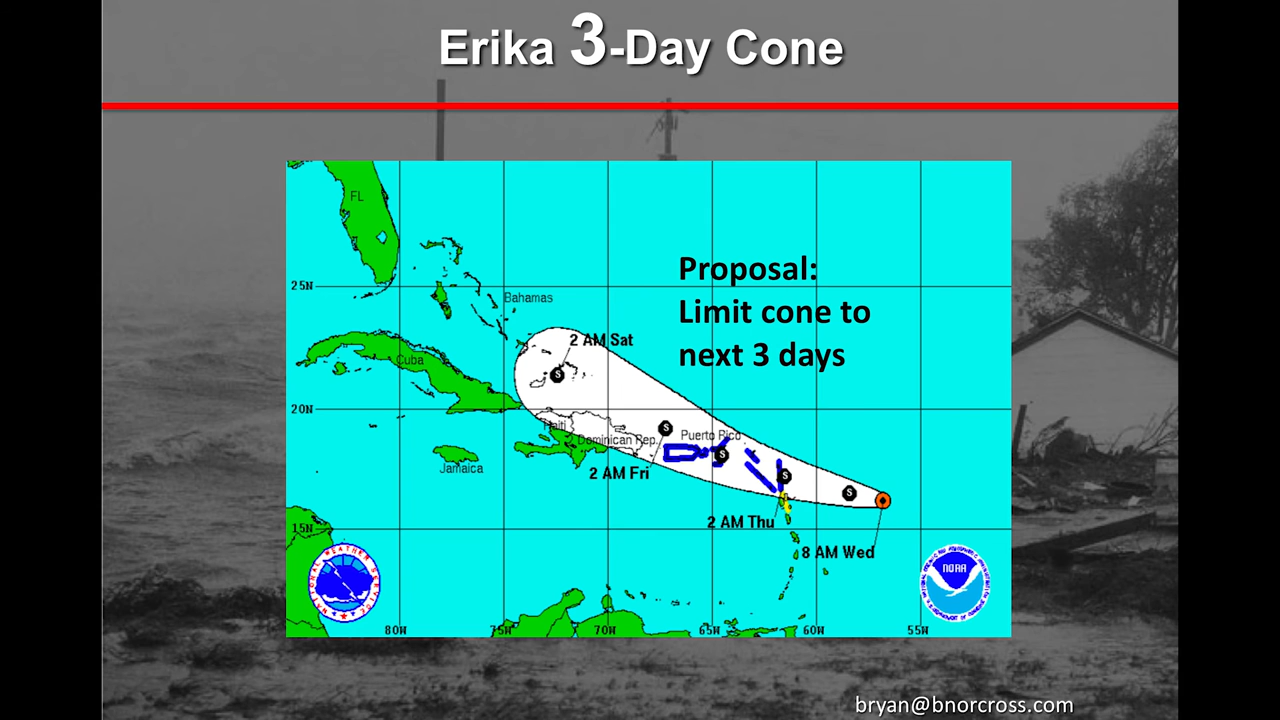 Erika 3-Day Cone
FL
Proposal:
Limit cone to
next 3 days
25N
Bahamas
2 AM Sat
Cuba
20N
Haiti
Dominican Rep.
Puerto Rico
Jamaica
2 AM Fri
2 AM Thu
15N
8 AM Wed
NOAA
80W 75W 70W 65W 60W 55W
bryan@bnorcross.com